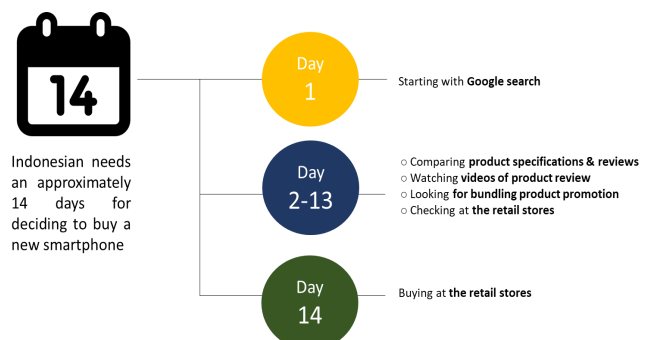 14
Indonesian needs
an approximately
14 days for
deciding to buy a
new smartphone
Day
1
Starting with Google search
Day
2-13
○ Comparing product specifications & reviews
○ Watching videos of product review
○ Looking for bundling product promotion
○ Checking at the retail stores
Day
14
Buying at the retail stores